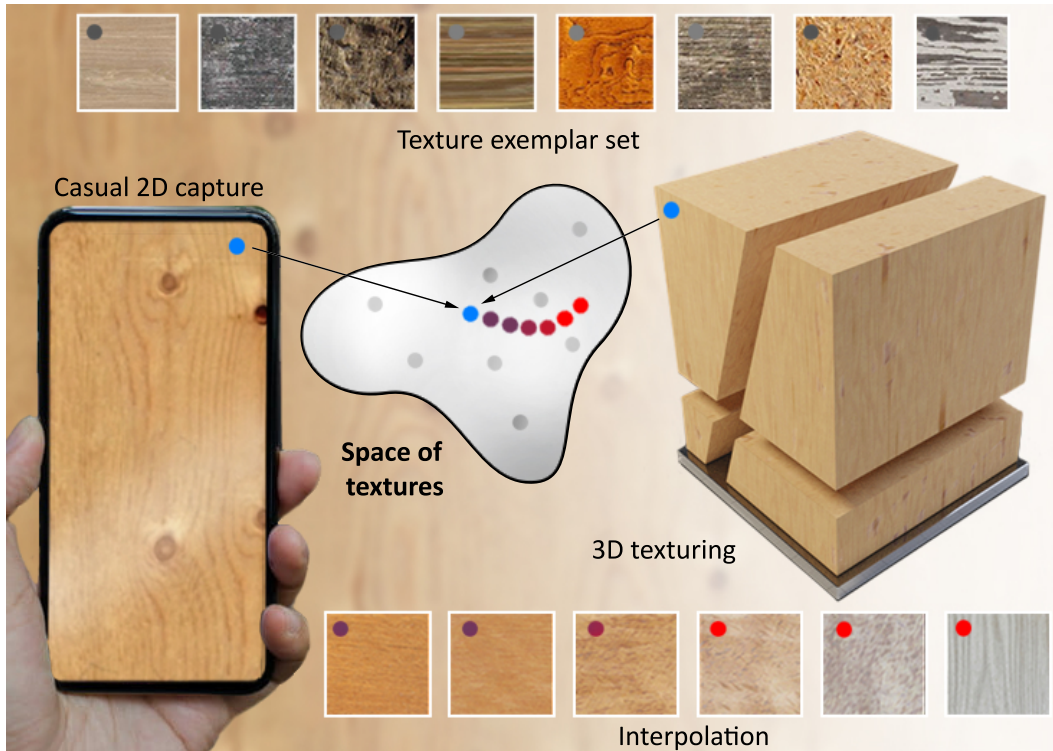 Texture exemplar set
Casual 2D capture
Space of
textures
3D texturing
Interpolation